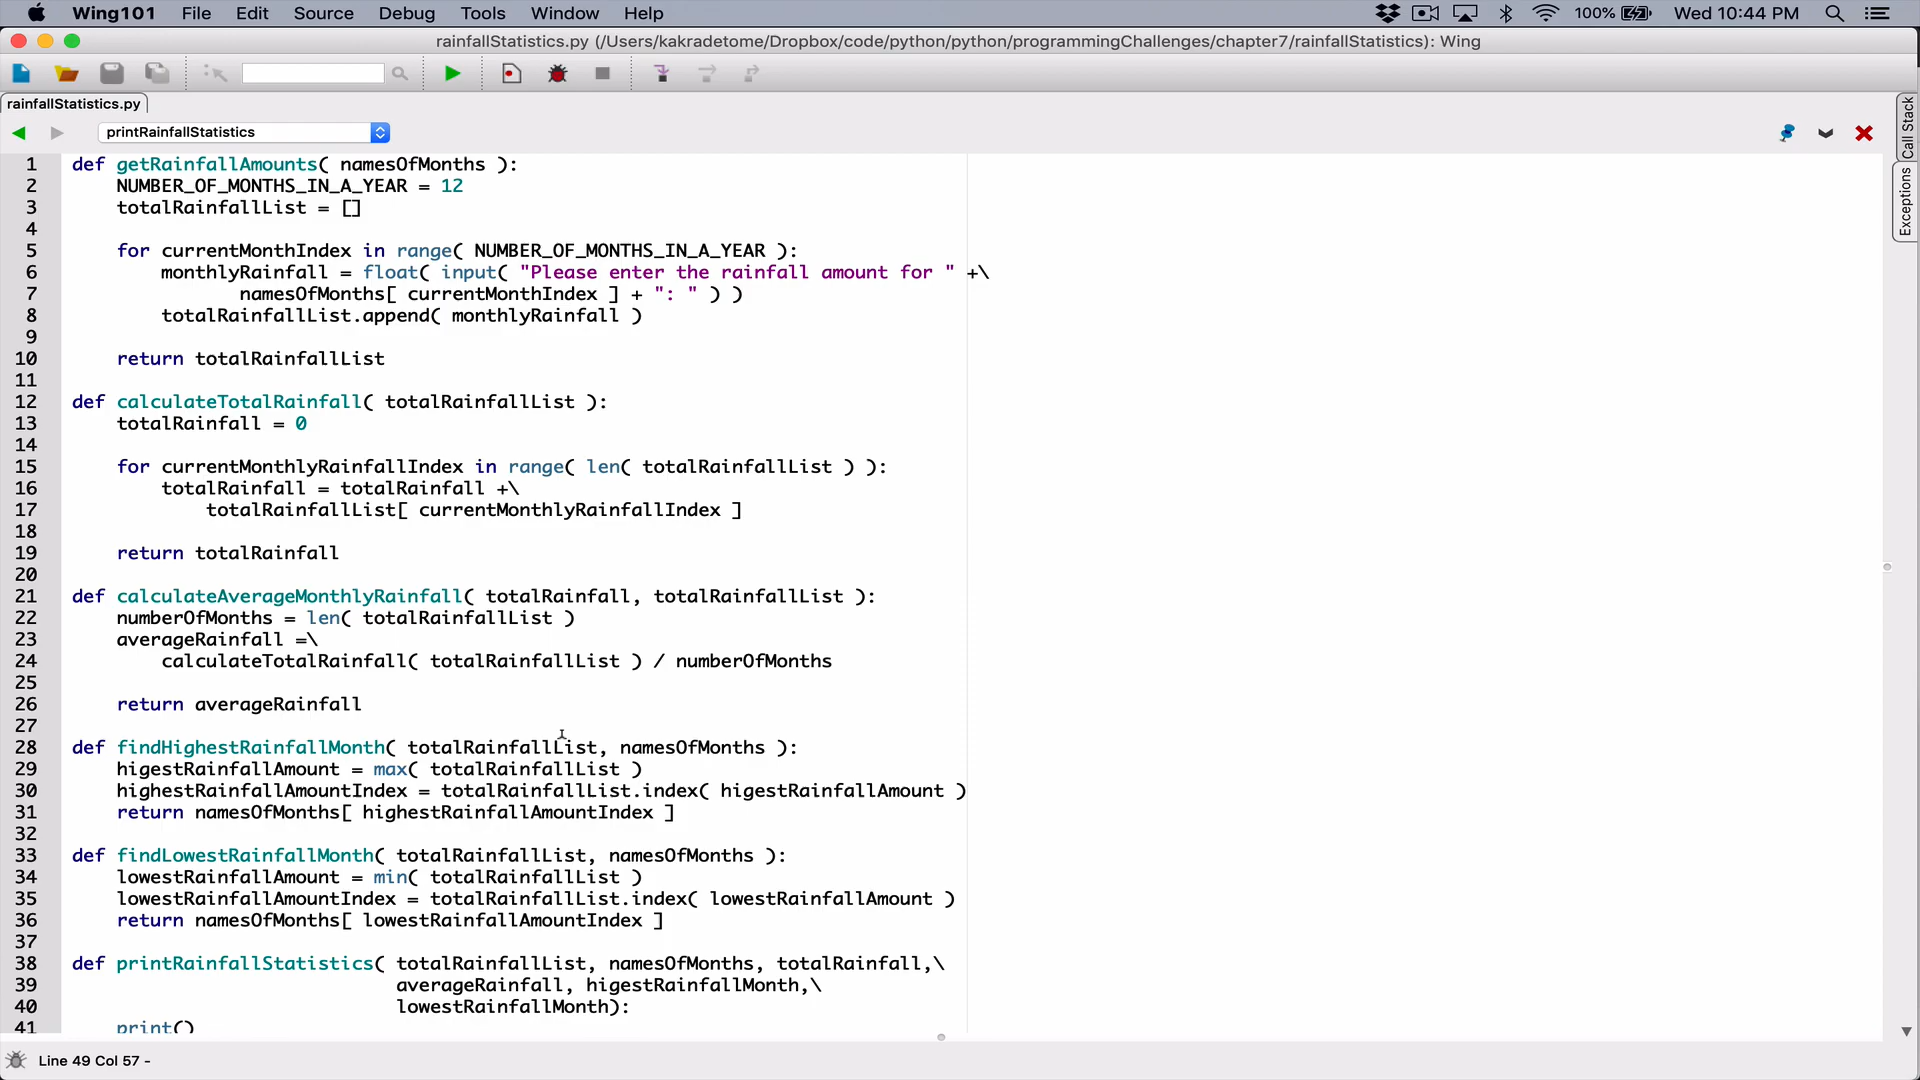 Wing101 File Edit Source Debug Tools Window Help 100% Wed 10:44 PM
rainfallStatistics.py (/Users/kakradetome/Dropbox/code/python/python/programmingChallenges/chapter7/rainfallStatistics): Wing
rainfallStatistics.py
printRainfallStatistics
Call Stack
Exceptions
1 def getRainfallAmounts( namesOfMonths ):
2     NUMBER_OF_MONTHS_IN_A_YEAR = 12
3     totalRainfallList = []
4
5     for currentMonthIndex in range( NUMBER_OF_MONTHS_IN_A_YEAR ):
6         monthlyRainfall = float( input( "Please enter the rainfall amount for " +\
7                namesOfMonths[ currentMonthIndex ] + ": " ) )
8         totalRainfallList.append( monthlyRainfall )
9
10     return totalRainfallList
11
12 def calculateTotalRainfall( totalRainfallList ):
13     totalRainfall = 0
14
15     for currentMonthlyRainfallIndex in range( len( totalRainfallList ) ):
16         totalRainfall = totalRainfall +\
17             totalRainfallList[ currentMonthlyRainfallIndex ]
18
19     return totalRainfall
20
21 def calculateAverageMonthlyRainfall( totalRainfall, totalRainfallList ):
22     numberOfMonths = len( totalRainfallList )
23     averageRainfall =\
24         calculateTotalRainfall( totalRainfallList ) / numberOfMonths
25
26     return averageRainfall
27
28 def findHighestRainfallMonth( totalRainfallList, namesOfMonths ):
29     higestRainfallAmount = max( totalRainfallList )
30     highestRainfallAmountIndex = totalRainfallList.index( higestRainfallAmount )
31     return namesOfMonths[ highestRainfallAmountIndex ]
32
33 def findLowestRainfallMonth( totalRainfallList, namesOfMonths ):
34     lowestRainfallAmount = min( totalRainfallList )
35     lowestRainfallAmountIndex = totalRainfallList.index( lowestRainfallAmount )
36     return namesOfMonths[ lowestRainfallAmountIndex ]
37
38 def printRainfallStatistics( totalRainfallList, namesOfMonths, totalRainfall,\
39                              averageRainfall, higestRainfallMonth,\
40                              lowestRainfallMonth):
41     print()
Line 49 Col 57 -